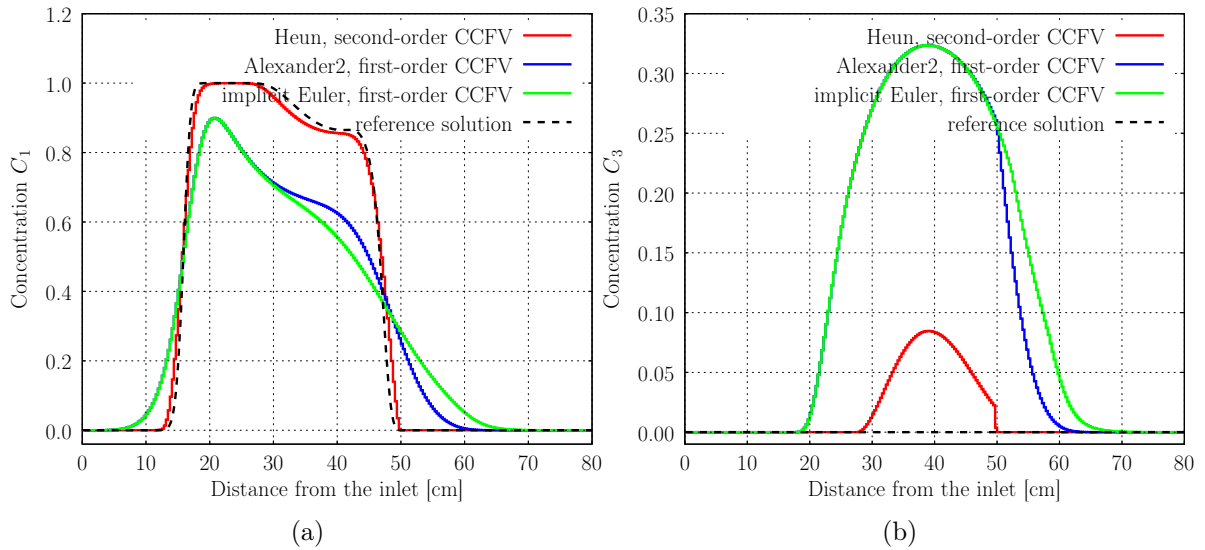 1.2
1.0
0.8
0.6
0.4
0.2
0.0
Concentration C1
Heun, second-order CCFV
Alexander2, first-order CCFV
implicit Euler, first-order CCFV
reference solution
0 10 20 30 40 50 60 70 80
Distance from the inlet [cm]
(a)
0.35
0.30
0.25
0.20
0.15
0.10
0.05
0.00
Concentration C3
Heun, second-order CCFV
Alexander2, first-order CCFV
implicit Euler, first-order CCFV
reference solution
0 10 20 30 40 50 60 70 80
Distance from the inlet [cm]
(b)